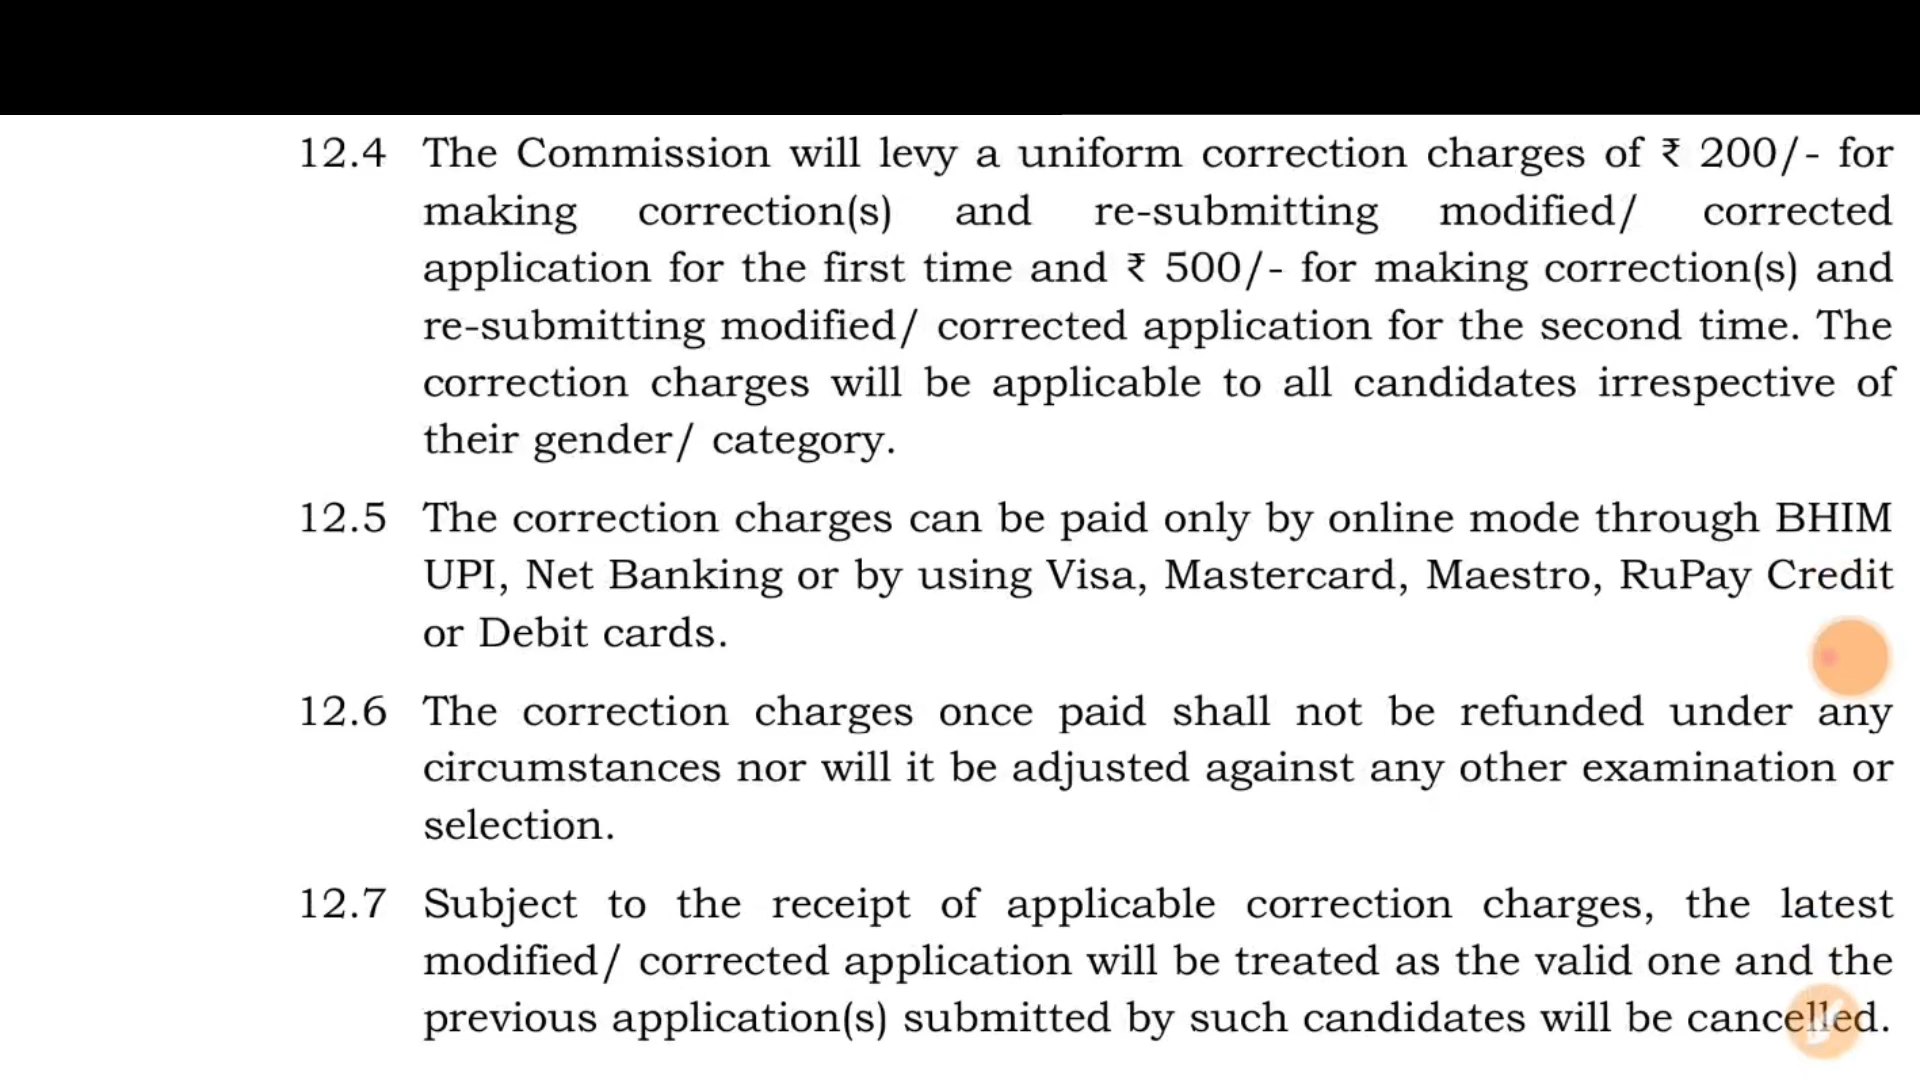 12.4 The Commission will levy a uniform correction charges of ₹ 200/- for
making correction(s) and re-submitting modified/ corrected
application for the first time and ₹ 500/- for making correction(s) and
re-submitting modified/ corrected application for the second time. The
correction charges will be applicable to all candidates irrespective of
their gender/ category.
12.5 The correction charges can be paid only by online mode through BHIM
UPI, Net Banking or by using Visa, Mastercard, Maestro, RuPay Credit
or Debit cards.
12.6 The correction charges once paid shall not be refunded under any
circumstances nor will it be adjusted against any other examination or
selection.
12.7 Subject to the receipt of applicable correction charges, the latest
modified/ corrected application will be treated as the valid one and the
previous application(s) submitted by such candidates will be cancelled.